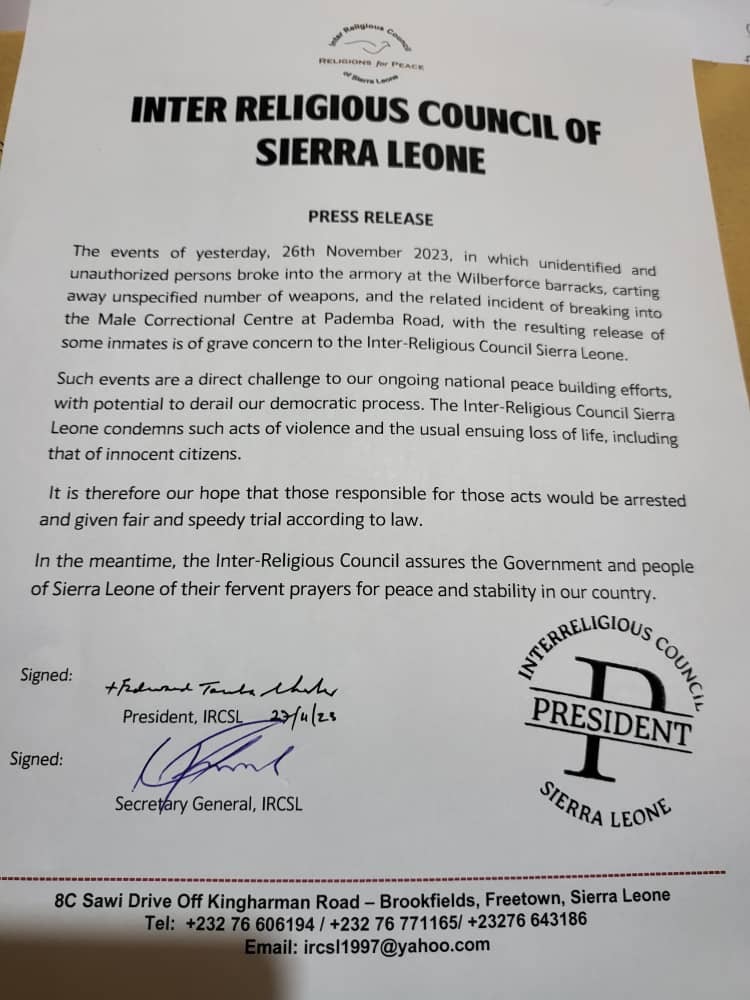 Inter Religious Council
RELIGIONS for PEACE
of Sierra Leone
INTER RELIGIOUS COUNCIL OF
SIERRA LEONE
PRESS RELEASE
The events of yesterday, 26th November 2023, in which unidentified and
unauthorized persons broke into the armory at the Wilberforce barracks, carting
away unspecified number of weapons, and the related incident of breaking into
the Male Correctional Centre at Pademba Road, with the resulting release of
some inmates is of grave concern to the Inter-Religious Council Sierra Leone.
Such events are a direct challenge to our ongoing national peace building efforts,
with potential to derail our democratic process. The Inter-Religious Council Sierra
Leone condemns such acts of violence and the usual ensuing loss of life, including
that of innocent citizens.
It is therefore our hope that those responsible for those acts would be arrested
and given fair and speedy trial according to law.
In the meantime, the Inter-Religious Council assures the Government and people
of Sierra Leone of their fervent prayers for peace and stability in our country.
Signed:
+Edward Tamba
President, IRCSL 27/11/23
Signed:
Secretary General, IRCSL
INTERRELIGIOUS COUNCIL
P
PRESIDENT
SIERRA LEONE
8C Sawi Drive Off Kingharman Road – Brookfields, Freetown, Sierra Leone
Tel: +232 76 606194 / +232 76 771165/ +23276 643186
Email: ircsl1997@yahoo.com